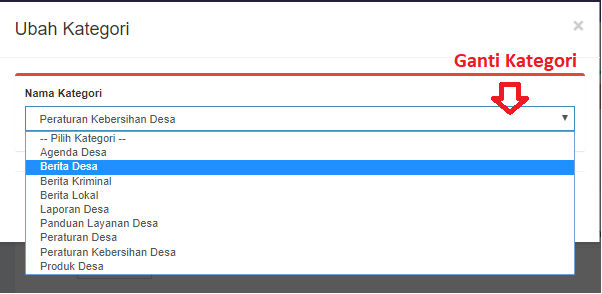 Ubah Kategori
×
Ganti Kategori
Nama Kategori
Peraturan Kebersihan Desa
-- Pilih Kategori --
Agenda Desa
Berita Desa
Berita Kriminal
Berita Lokal
Laporan Desa
Panduan Layanan Desa
Peraturan Desa
Peraturan Kebersihan Desa
Produk Desa